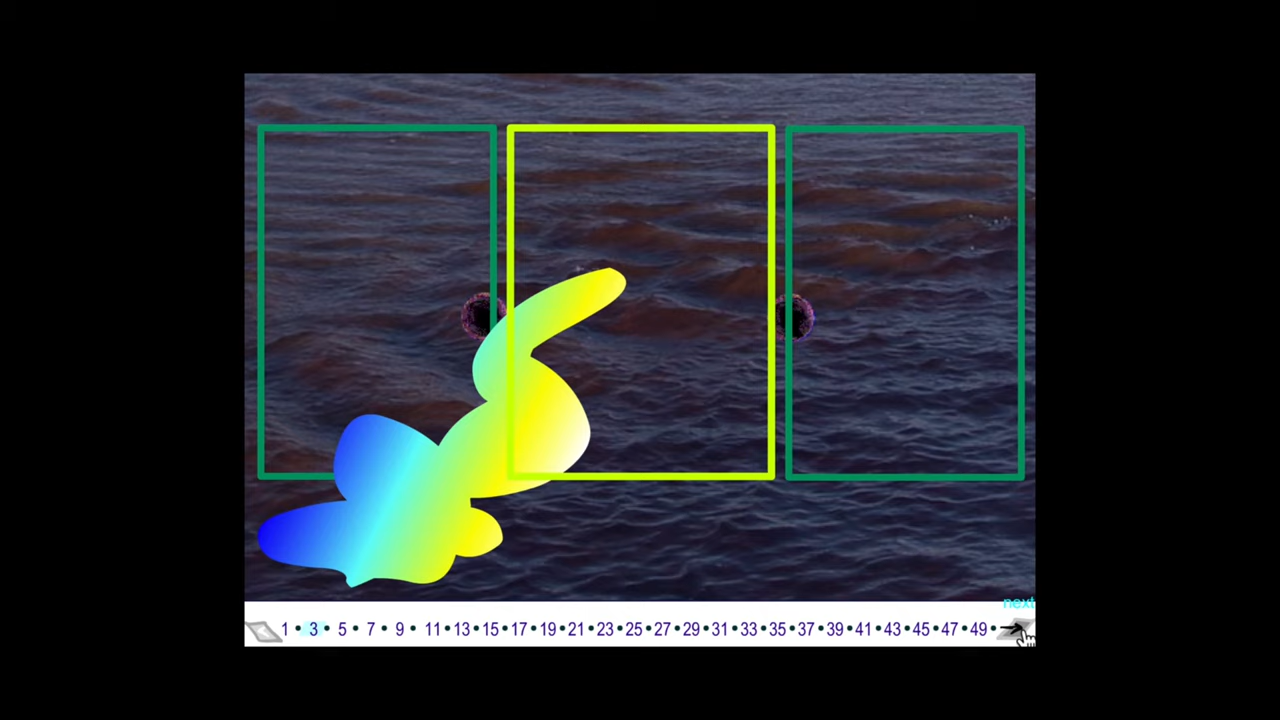 next
1 • 3 • 5 • 7 • 9 • 11 • 13 • 15 • 17 • 19 • 21 • 23 • 25 • 27 • 29 • 31 • 33 • 35 • 37 • 39 • 41 • 43 • 45 • 47 • 49 •